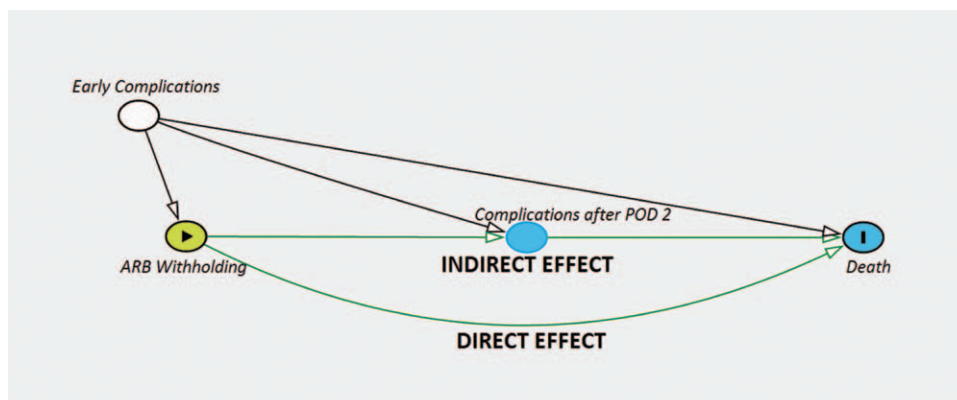 Early Complications
Complications after POD 2
ARB Withholding
INDIRECT EFFECT
Death
DIRECT EFFECT